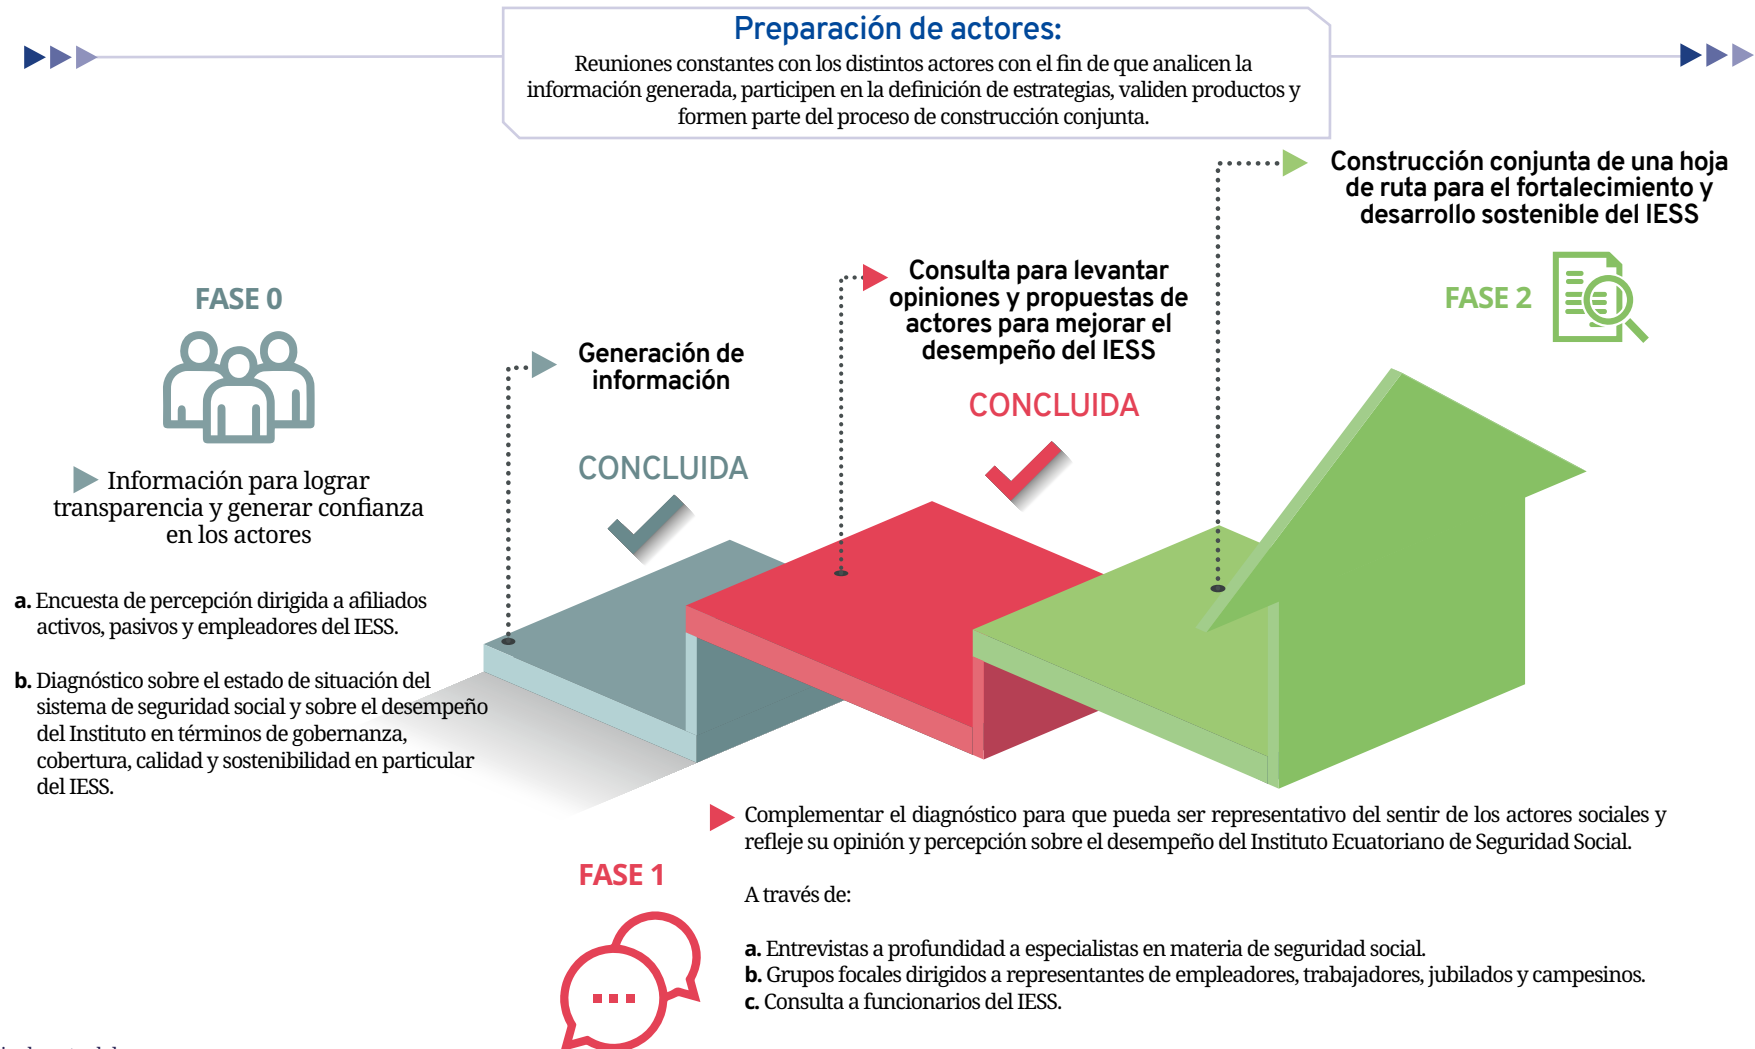 Preparación de actores:
Reuniones constantes con los distintos actores con el fin de que analicen la
información generada, participen en la definición de estrategias, validen productos y
formen parte del proceso de construcción conjunta.
Construcción conjunta de una hoja
de ruta para el fortalecimiento y
desarrollo sostenible del IESS
FASE 2
Consulta para levantar
opiniones y propuestas de
actores para mejorar el
desempeño del IESS
CONCLUIDA
Generación de
información
CONCLUIDA
FASE 0
Información para lograr
transparencia y generar confianza
en los actores
a. Encuesta de percepción dirigida a afiliados
activos, pasivos y empleadores del IESS.
b. Diagnóstico sobre el estado de situación del
sistema de seguridad social y sobre el desempeño
del Instituto en términos de gobernanza,
cobertura, calidad y sostenibilidad en particular
del IESS.
FASE 1
Complementar el diagnóstico para que pueda ser representativo del sentir de los actores sociales y
refleje su opinión y percepción sobre el desempeño del Instituto Ecuatoriano de Seguridad Social.
A través de:
a. Entrevistas a profundidad a especialistas en materia de seguridad social.
b. Grupos focales dirigidos a representantes de empleadores, trabajadores, jubilados y campesinos.
c. Consulta a funcionarios del IESS.